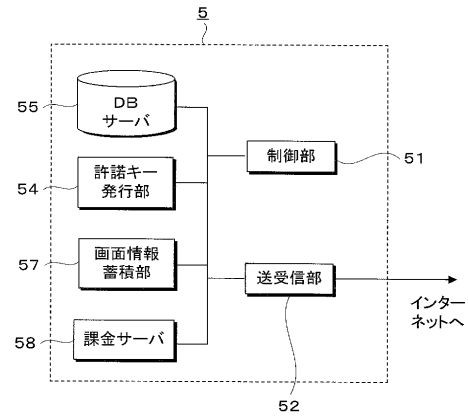 5
55
DB
サーバ
制御部
51
54
許諾キー
発行部
57
画面情報
蓄積部
送受信部
インター
ネットへ
58
課金サーバ
52